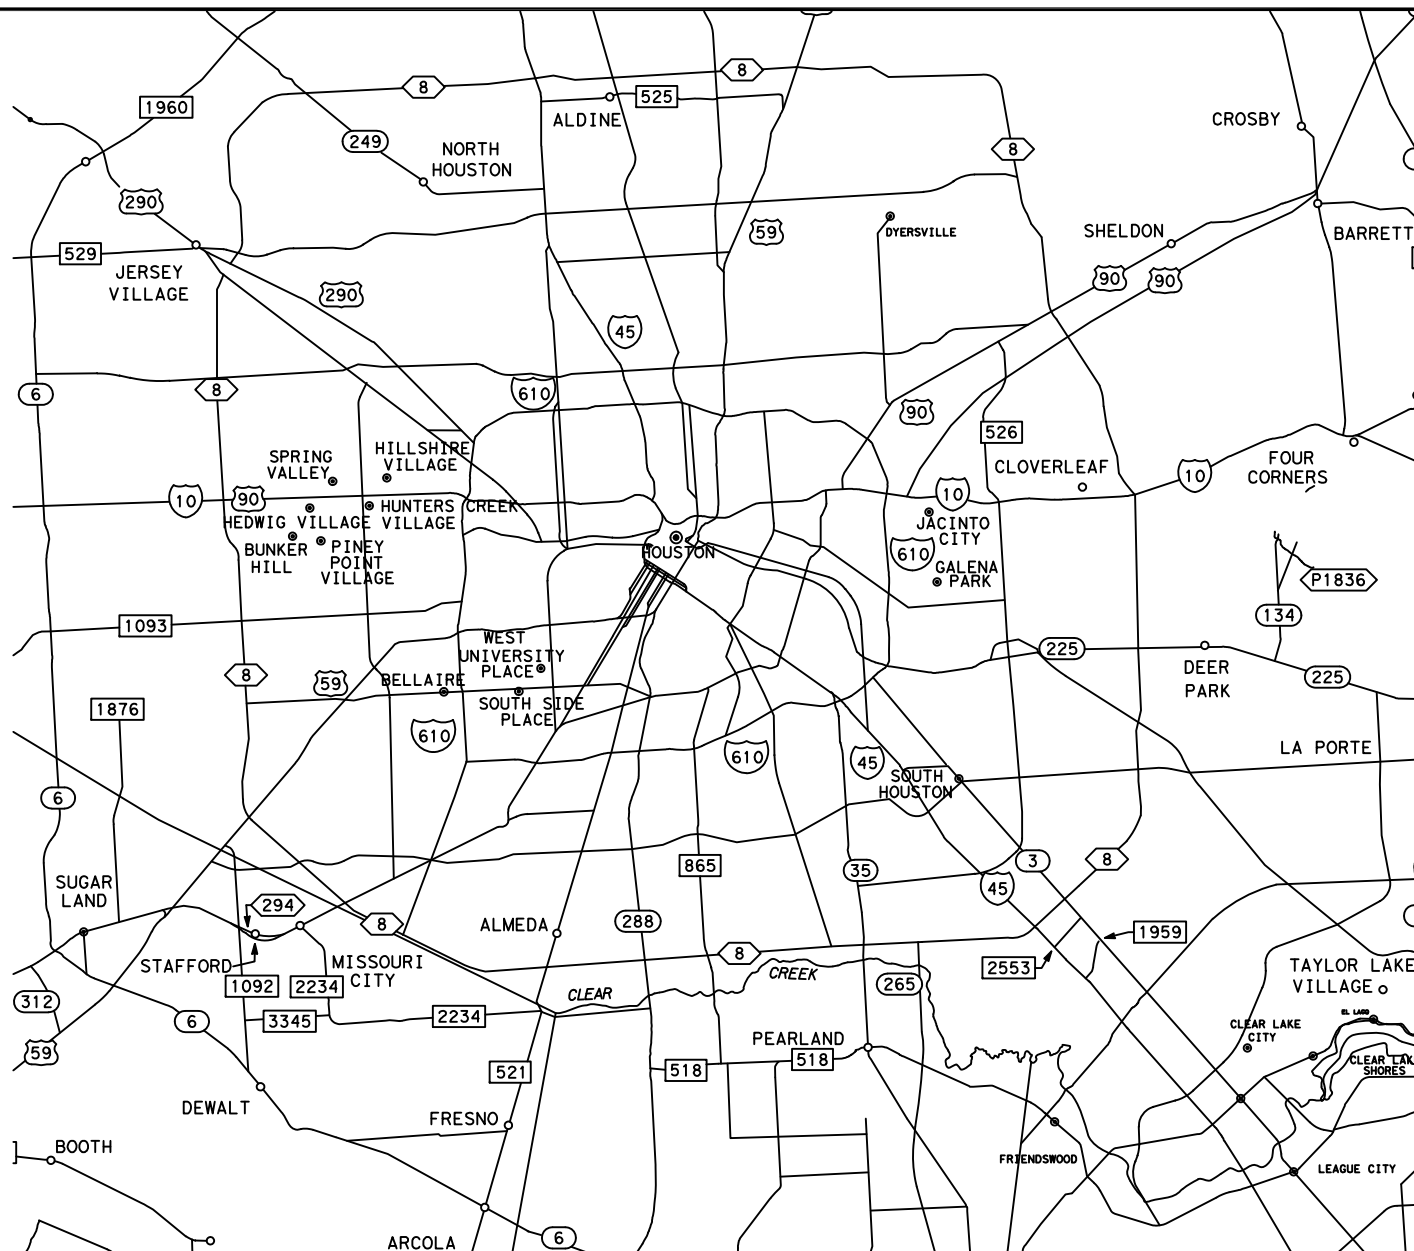 8
8
1960
525
ALDINE
CROSBY
249
NORTH
HOUSTON
8
290
59
DYERSVILLE
SHELDON
BARRETT
529
JERSEY
VILLAGE
290
90
90
45
6
8
610
90
526
SPRING
VALLEY
HILLSHIRE
VILLAGE
CLOVERLEAF
FOUR
CORNERS
10
90
10
10
HUNTERS CREEK
VILLAGE
HEDWIG VILLAGE
JACINTO
CITY
BUNKER
HILL
PINEY
POINT
VILLAGE
HOUSTON
610
GALENA
PARK
P1836
134
1093
WEST
UNIVERSITY
PLACE
225
DEER
PARK
225
8
59
BELLAIRE
SOUTH SIDE
PLACE
1876
610
610
45
LA PORTE
SOUTH
HOUSTON
6
865
35
3
8
45
SUGAR
LAND
294
8
ALMEDA
288
8
1959
STAFFORD
MISSOURI
CITY
CREEK
2553
TAYLOR LAKE
VILLAGE
312
1092
2234
CLEAR
265
6
3345
2234
EL LAGO
CLEAR LAKE
CITY
59
PEARLAND
518
518
CLEAR LAK
SHORES
521
DEWALT
FRESNO
BOOTH
FRIENDSWOOD
LEAGUE CITY
6
ARCOLA